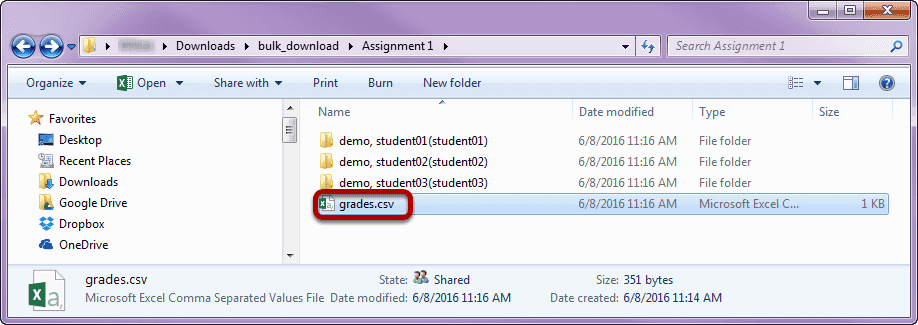 Downloads ▸ bulk_download ▸ Assignment 1 ▸
Search Assignment 1
Organize Open Share with Print Burn New folder
Name Date modified Type Size
Favorites
Desktop
Recent Places
Downloads
Google Drive
Dropbox
OneDrive
demo, student01(student01) 6/8/2016 11:16 AM File folder
demo, student02(student02) 6/8/2016 11:16 AM File folder
demo, student03(student03) 6/8/2016 11:16 AM File folder
grades.csv 6/8/2016 11:16 AM Microsoft Excel C... 1 KB
grades.csv State: Shared Size: 351 bytes
Microsoft Excel Comma Separated Values File Date modified: 6/8/2016 11:16 AM Date created: 6/8/2016 11:14 AM